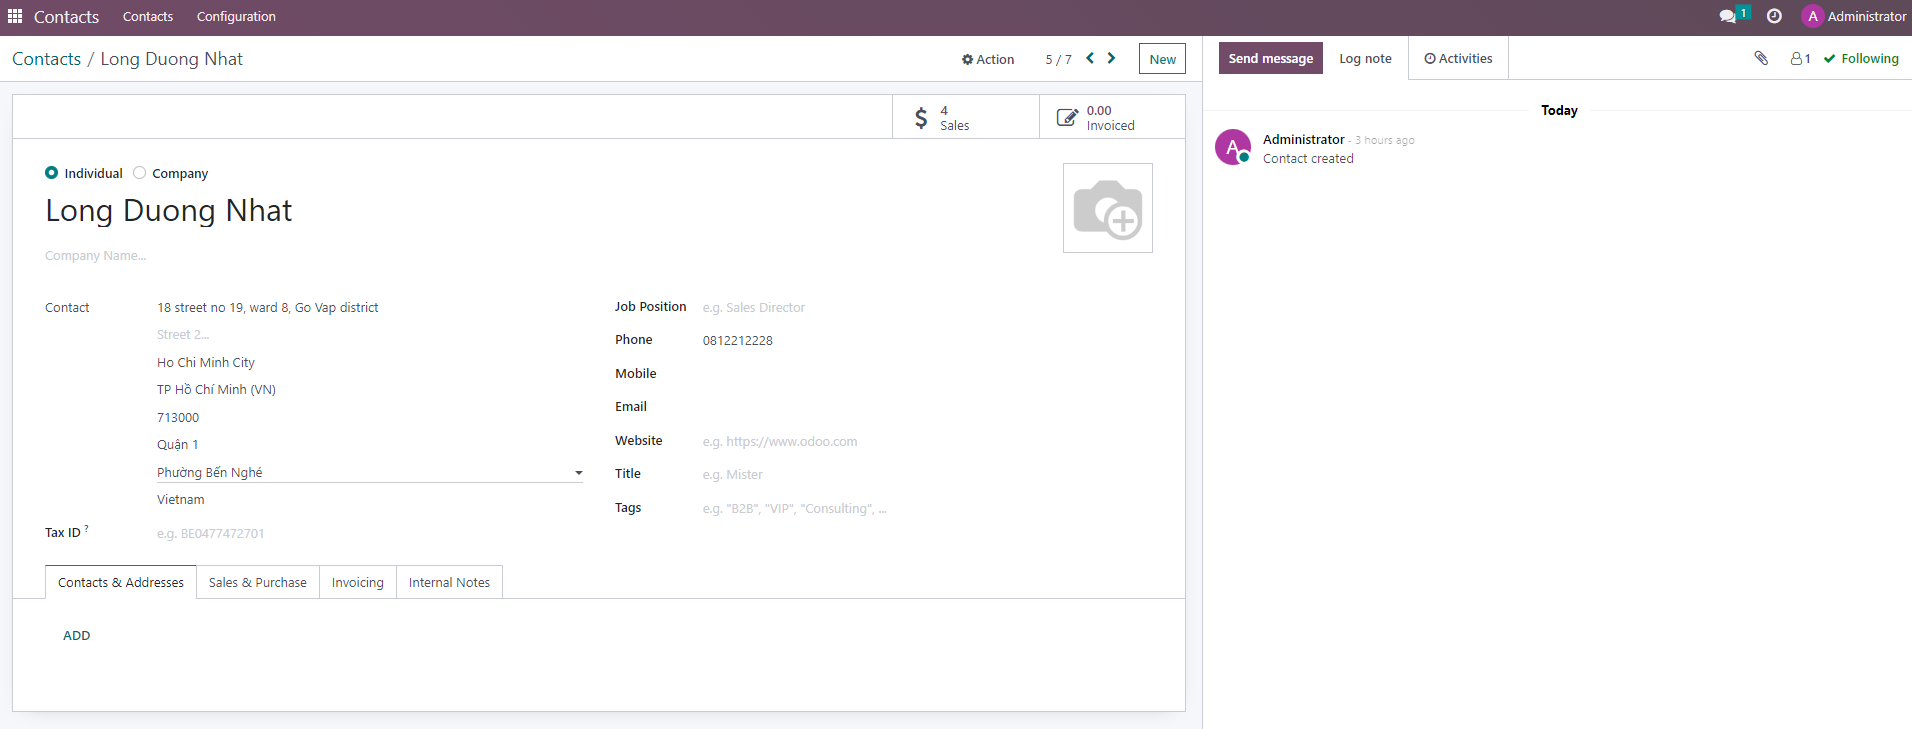 Contacts Contacts Configuration 1 A Administrator
Contacts / Long Duong Nhat Action 5 / 7 New
Send message Log note Activities 1 Following
4
Sales
0.00
Invoiced
Today
A Administrator - 3 hours ago
Contact created
Individual Company
Long Duong Nhat
Company Name...
Contact 18 street no 19, ward 8, Go Vap district
Street 2...
Ho Chi Minh City
TP Hồ Chí Minh (VN)
713000
Quận 1
Phường Bến Nghé
Vietnam
Tax ID ? e.g. BE0477472701
Job Position e.g. Sales Director
Phone 0812212228
Mobile
Email
Website e.g. https://www.odoo.com
Title e.g. Mister
Tags e.g. "B2B", "VIP", "Consulting", ...
Contacts & Addresses Sales & Purchase Invoicing Internal Notes
ADD